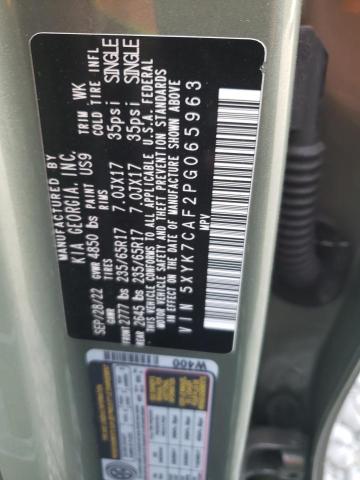 MANUFACTURED BY
KIA GEORGIA, INC.
SEP/28/22 GVWR 4850 lbs PAINT US9 TRIM WK
GAWR RIMS COLD INFL.
FRONT 2777 lbs 235/65R17 7.0JX17 35psi SINGLE
REAR 2645 lbs 235/65R17 7.0JX17 35psi SINGLE
THIS VEHICLE CONFORMS TO ALL APPLICABLE U.S.A. FEDERAL
MOTOR VEHICLE SAFETY AND THEFT PREVENTION STANDARDS
IN EFFECT ON THE DATE OF MANUFACTURE SHOWN ABOVE.
VIN 5XYK7CAF2PG065963
MPV
W400